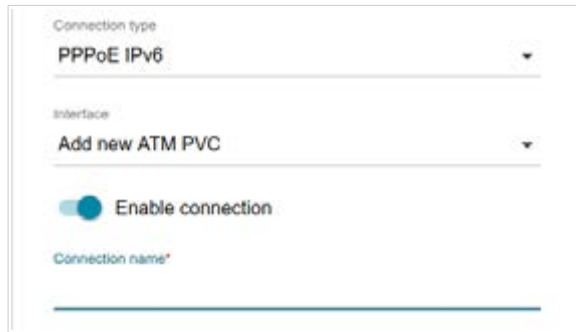 Connection type
PPPoE IPv6
Interface
Add new ATM PVC
Enable connection
Connection name*